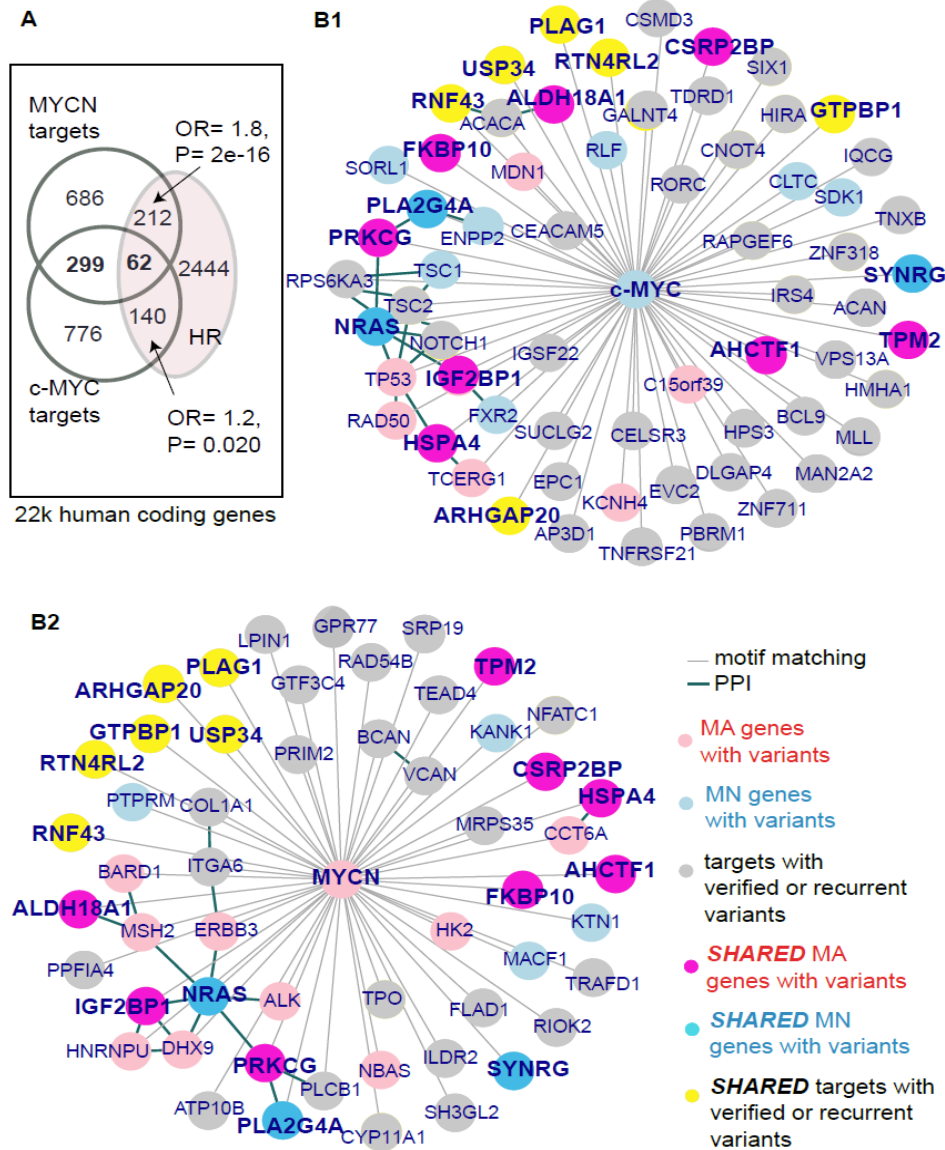 A
MYCN
targets
OR= 1.8,
P= 2e-16
686
212
299
62
2444
140
776
HR
c-MYC
targets
OR= 1.2,
P= 0.020
22k human coding genes
B1
PLAG1
CSMD3
RTN4RL2
CSRP2BP
USP34
SIX1
RNF43
ALDH18A1
TDRD1
GTPBP1
ACACA
GALNT4
HIRA
FKBP10
RLF
CNOT4
IQCG
SORL1
MDN1
RORC
CLTC
SDK1
PLA2G4A
TNXB
PRKCG
ENPP2
CEACAM5
RAPGEF6
ZNF318
RPS6KA3
TSC1
SYNRG
c-MYC
IRS4
TSC2
ACAN
NRAS
NOTCH1
TPM2
IGSF22
AHCTF1
VPS13A
TP53
IGF2BP1
C15orf39
HMHA1
RAD50
FXR2
BCL9
HSPA4
SUCLG2
CELSR3
HPS3
MLL
TCERG1
DLGAP4
MAN2A2
EPC1
EVC2
KCNH4
ARHGAP20
ZNF711
AP3D1
PBRM1
TNFRSF21
B2
GPR77
LPIN1
SRP19
PLAG1
RAD54B
TPM2
ARHGAP20
GTF3C4
TEAD4
NFATC1
GTPBP1
USP34
BCAN
KANK1
PRIM2
RTN4RL2
VCAN
CSRP2BP
PTPRM
COL1A1
HSPA4
MRPS35
RNF43
CCT6A
ITGA6
BARD1
MYCN
AHCTF1
FKBP10
ALDH18A1
KTN1
MSH2
ERBB3
HK2
PPFIA4
MACF1
TRAFD1
IGF2BP1
NRAS
ALK
TPO
FLAD1
RIOK2
HNRNPU
DHX9
ILDR2
PRKCG
NBAS
SYNRG
PLCB1
ATP10B
SH3GL2
PLA2G4A
CYP11A1
motif matching
PPI
MA genes
with variants
MN genes
with variants
targets with
verified or recurrent
variants
SHARED MA
genes with variants
SHARED MN
genes with variants
SHARED targets with
verified or recurrent
variants